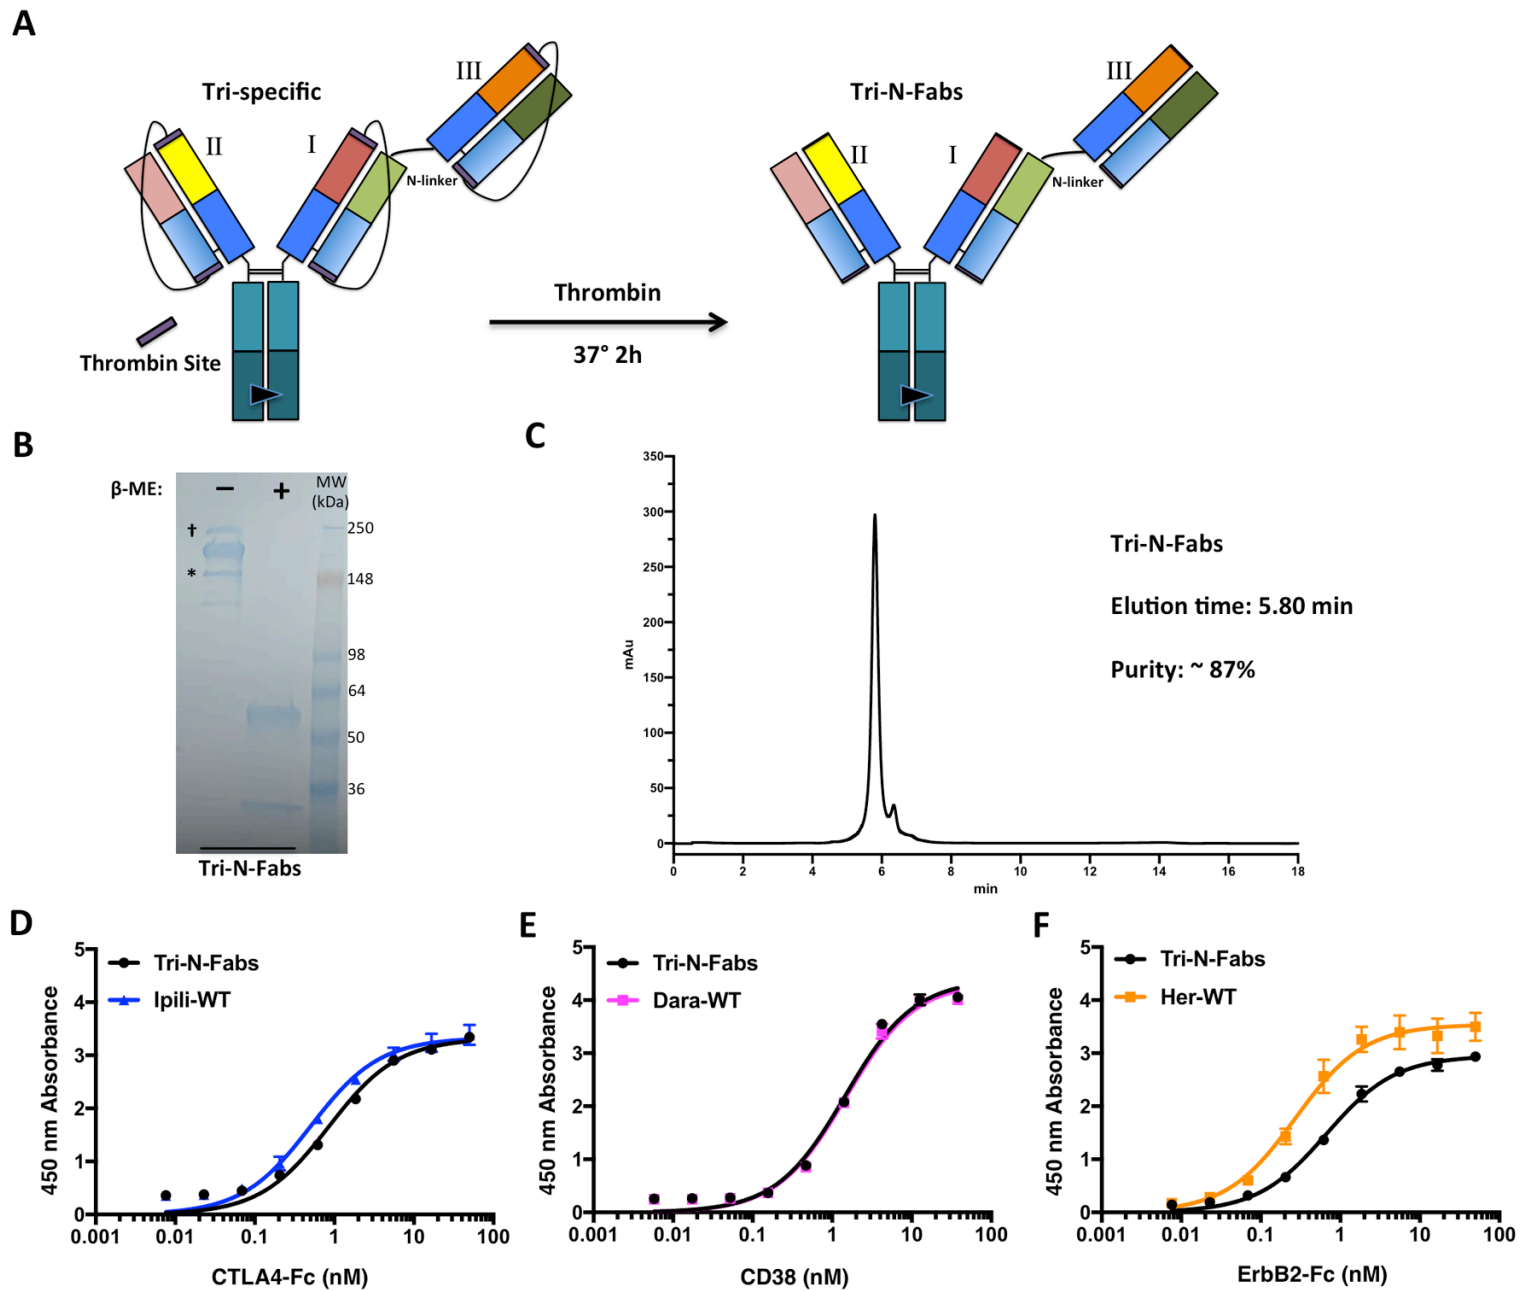 A
Tri-specific
II
I
III
N-linker
Thrombin Site
Thrombin
37° 2h
Tri-N-Fabs
II
I
III
N-linker
B
β-ME:
− +
MW
(kDa)
†
*
250
148
98
64
50
36
Tri-N-Fabs
C
350
300
250
200
150
100
50
0
mAu
0 2 4 6 8 10 12 14 16 18
min
Tri-N-Fabs
Elution time: 5.80 min
Purity: ~ 87%
D
Tri-N-Fabs
Ipili-WT
5
4
3
2
1
0
450 nm Absorbance
0.001 0.01 0.1 1 10 100
CTLA4-Fc (nM)
E
Tri-N-Fabs
Dara-WT
5
4
3
2
1
0
450 nm Absorbance
0.001 0.01 0.1 1 10 100
CD38 (nM)
F
Tri-N-Fabs
Her-WT
5
4
3
2
1
0
450 nm Absorbance
0.001 0.01 0.1 1 10 100
ErbB2-Fc (nM)